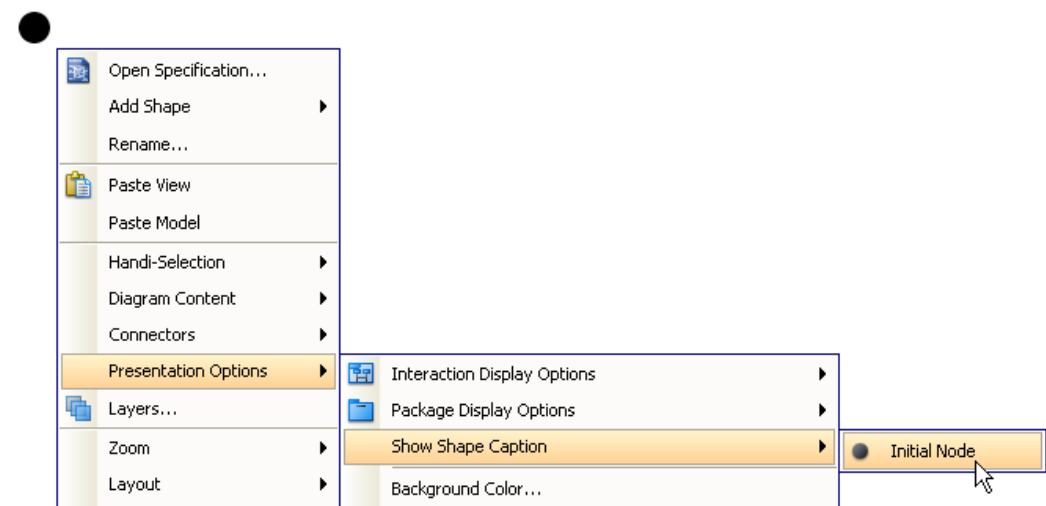 Open Specification...
Add Shape
Rename...
Paste View
Paste Model
Handi-Selection
Diagram Content
Connectors
Presentation Options
Layers...
Zoom
Layout
Interaction Display Options
Package Display Options
Show Shape Caption
Background Color...
Initial Node